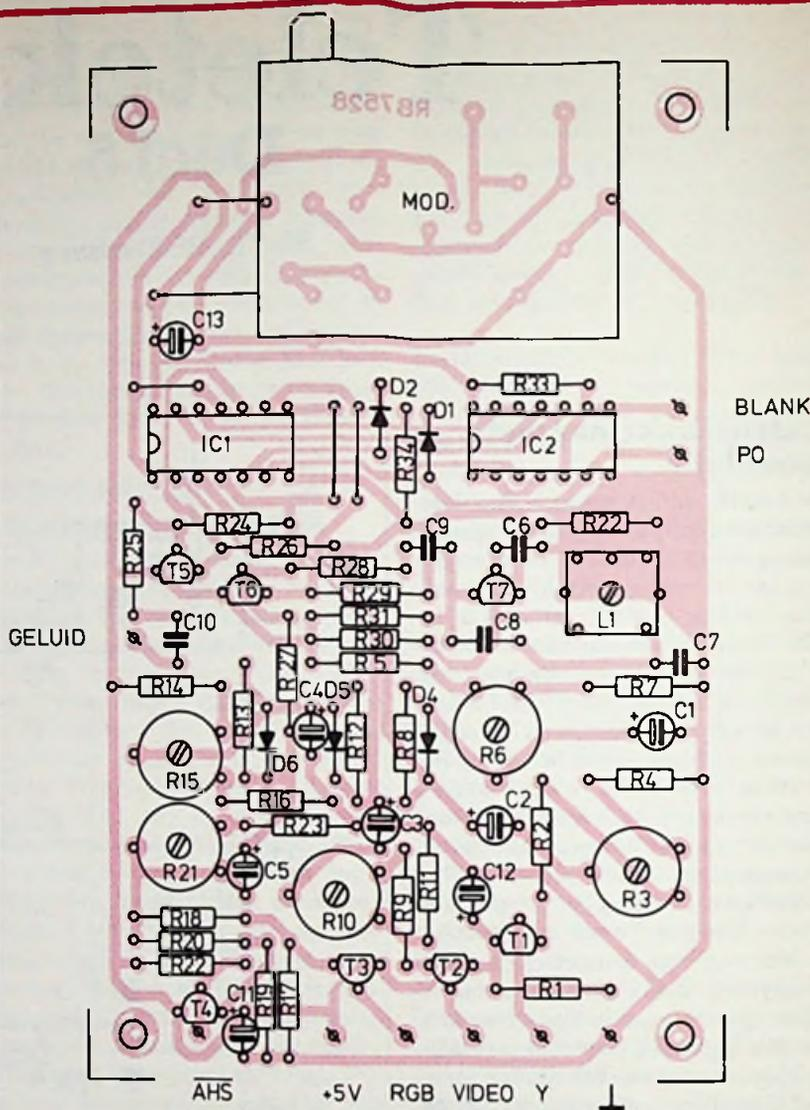 RB7528
MOD.
C13
D2
R33
D1
BLANK
IC1
R34
IC2
PO
R24
C9
C6
R22
R25
R26
T5
R28
T6
R29
T7
L1
R31
GELUID
C10
R30
C8
C7
R27
R5
R14
R7
R13
C4
D5
D4
C1
R12
R8
R6
R15
D6
R4
R16
C2
R23
C3
R2
R21
C5
R11
C12
R10
R9
R3
R18
R20
T1
R22
T3
T2
C11
R19
R17
R1
T4
AHS +5V RGB VIDEO Y